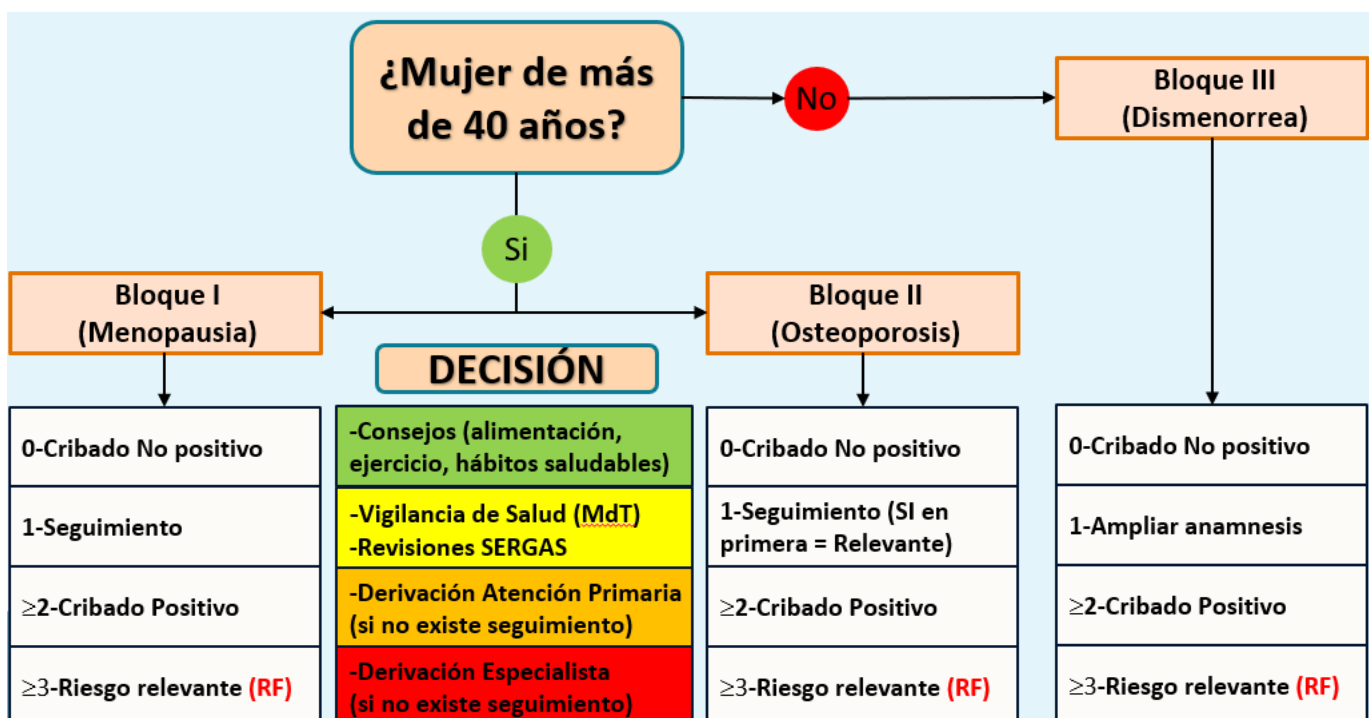 ¿Mujer de más
de 40 años?
No
Bloque III
(Dismenorrea)
Si
Bloque I
(Menopausia)
Bloque II
(Osteoporosis)
DECISIÓN
0-Cribado No positivo
1-Seguimiento
≥2-Cribado Positivo
≥3-Riesgo relevante (RF)
-Consejos (alimentación,
ejercicio, hábitos saludables)
-Vigilancia de Salud (MdT)
-Revisiones SERGAS
-Derivación Atención Primaria
(si no existe seguimiento)
-Derivación Especialista
(si no existe seguimiento)
0-Cribado No positivo
1-Seguimiento (SI en
primera = Relevante)
≥2-Cribado Positivo
≥3-Riesgo relevante (RF)
0-Cribado No positivo
1-Ampliar anamnesis
≥2-Cribado Positivo
≥3-Riesgo relevante (RF)